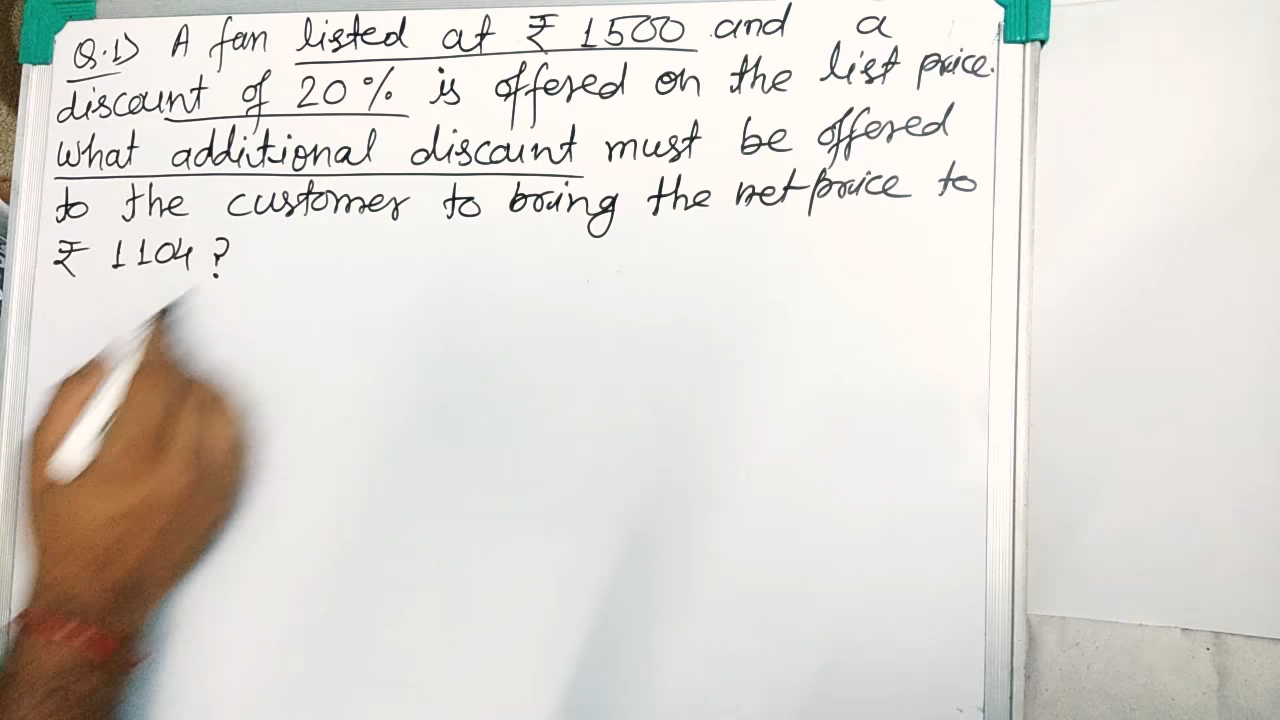 Q.1) A fan listed at ₹ 1500 and a
discount of 20% is offered on the list price.
What additional discount must be offered
to the customer to bring the net price to
₹ 1104 ?